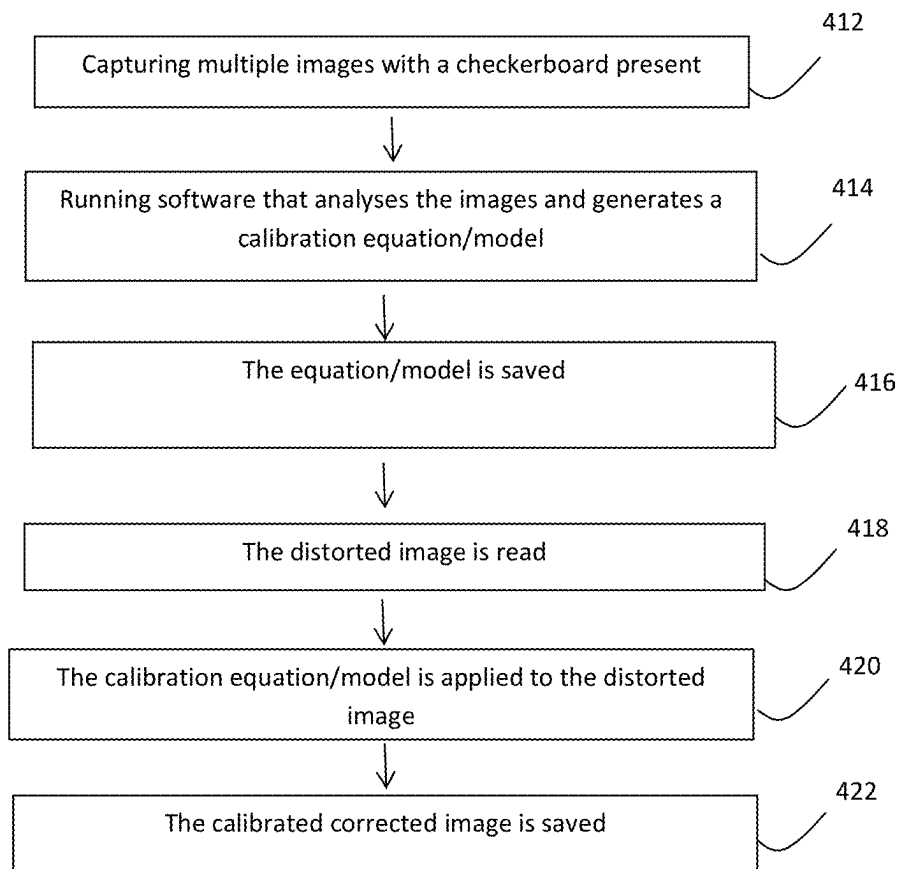 412
Capturing multiple images with a checkerboard present
414
Running software that analyses the images and generates a
calibration equation/model
The equation/model is saved
416
418
The distorted image is read
420
The calibration equation/model is applied to the distorted
image
422
The calibrated corrected image is saved